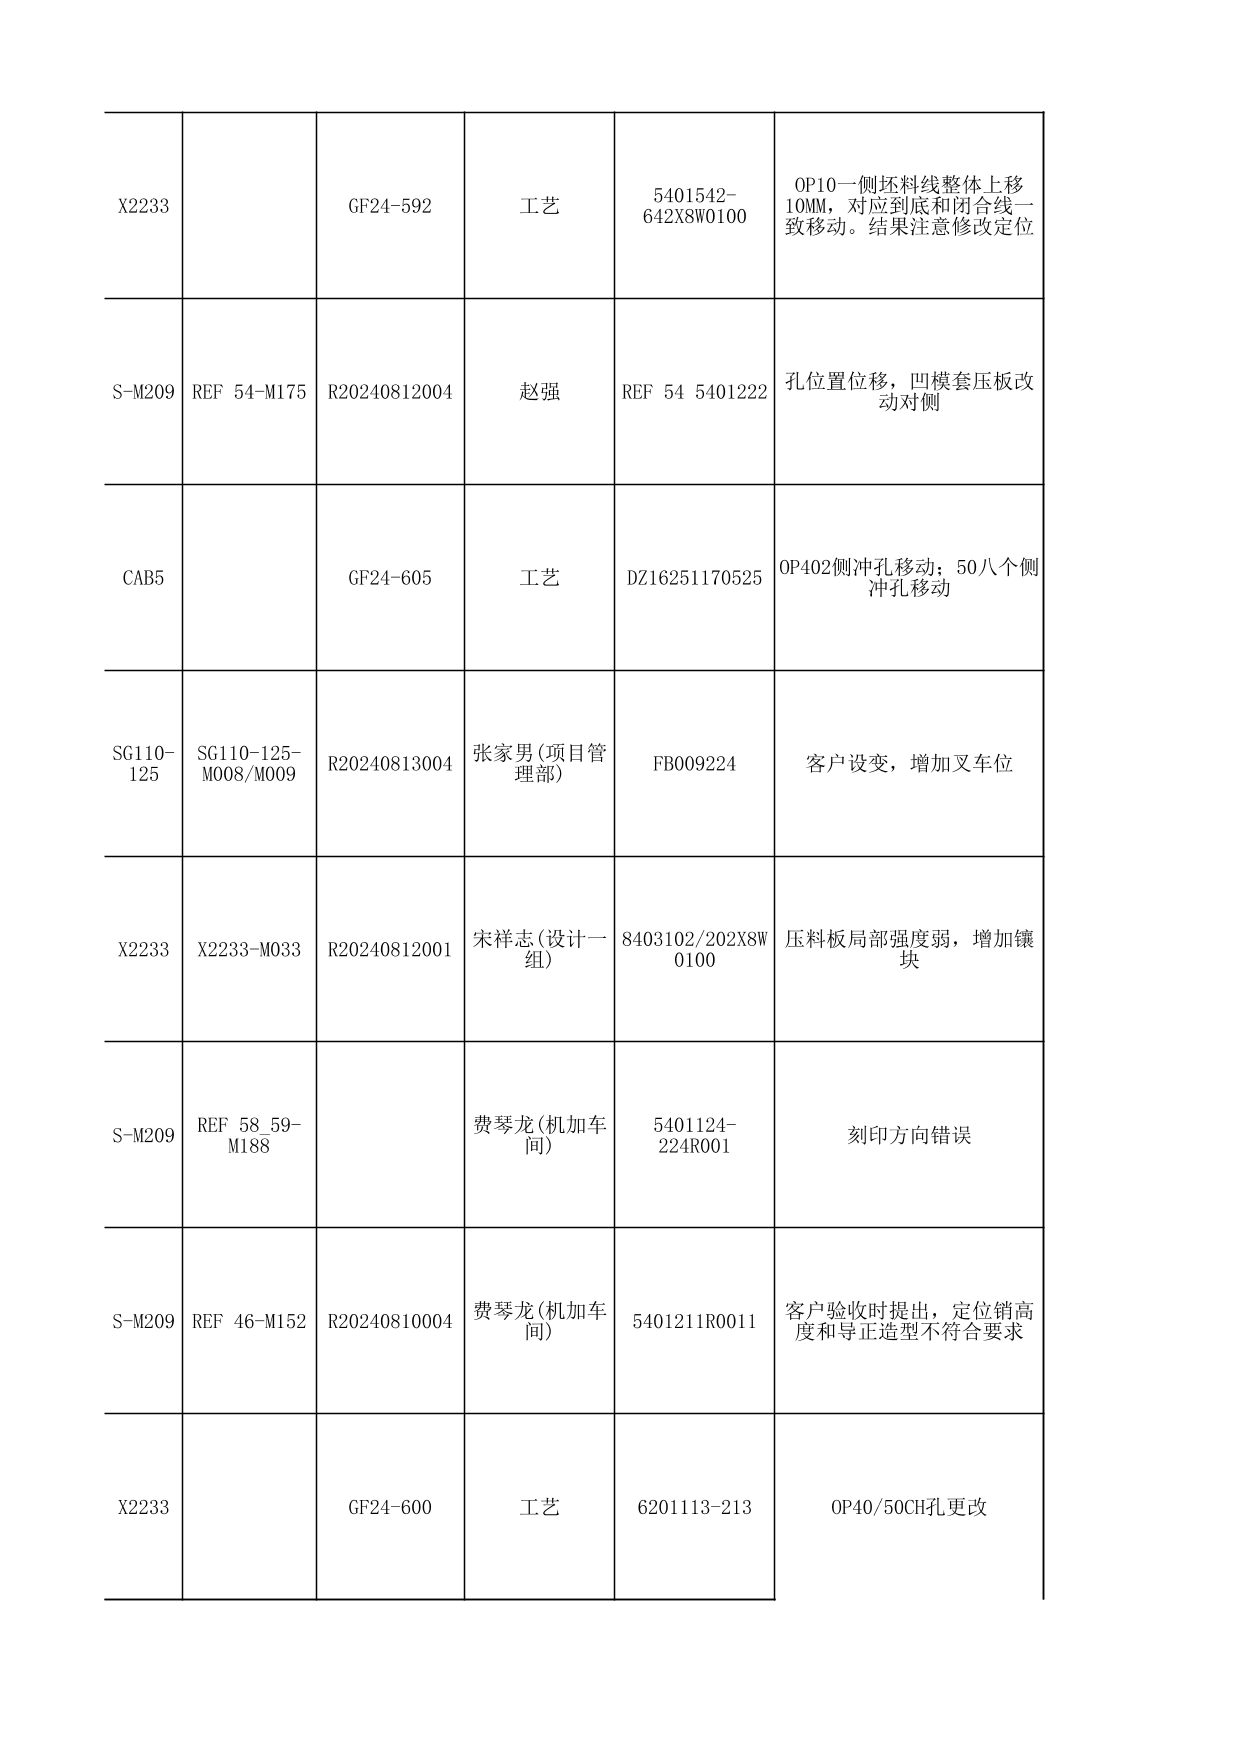 X2233
GF24-592
工艺
5401542-
642X8W0100
OP10一侧坯料线整体上移
10MM，对应到底和闭合线一
致移动。结果注意修改定位
S-M209
REF 54-M175
R20240812004
赵强
REF 54 5401222
孔位置位移，凹模套压板改
动对侧
CAB5
GF24-605
工艺
DZ16251170525
OP402侧冲孔移动；50八个侧
冲孔移动
SG110-
125
SG110-125-
M008/M009
R20240813004
张家男(项目管
理部)
FB009224
客户设变，增加叉车位
X2233
X2233-M033
R20240812001
宋祥志(设计一
组)
8403102/202X8W
0100
压料板局部强度弱，增加镶
块
S-M209
REF 58_59-
M188
费琴龙(机加车
间)
5401124-
224R001
刻印方向错误
S-M209
REF 46-M152
R20240810004
费琴龙(机加车
间)
5401211R0011
客户验收时提出，定位销高
度和导正造型不符合要求
X2233
GF24-600
工艺
6201113-213
OP40/50CH孔更改